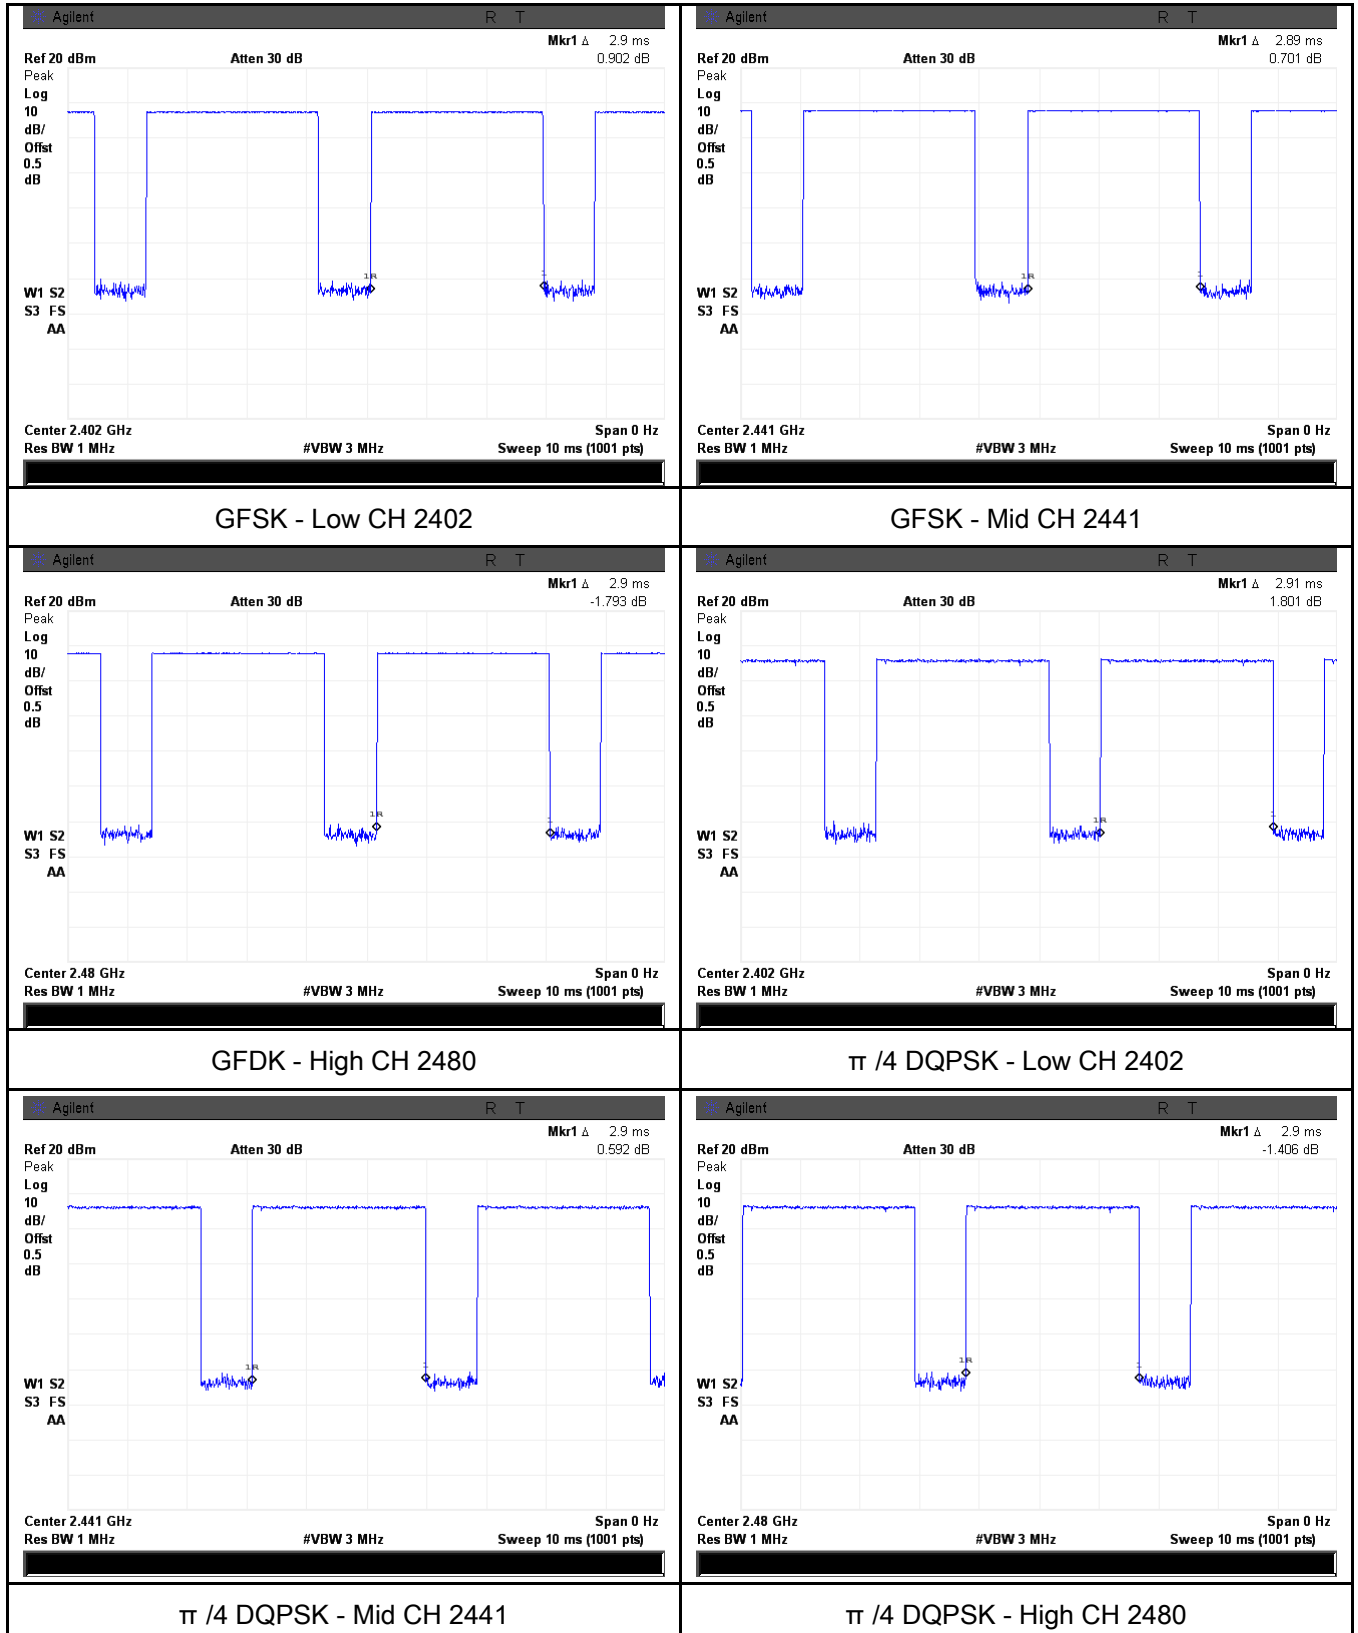 Agilent R T
Mkr1 Δ 2.9 ms
Ref 20 dBm Atten 30 dB 0.902 dB
Peak
Log
10
dB/
Offst
0.5
dB
1R
1
W1 S2
S3 FS
AA
Center 2.402 GHz Span 0 Hz
Res BW 1 MHz #VBW 3 MHz Sweep 10 ms (1001 pts)
GFSK - Low CH 2402
Agilent R T
Mkr1 Δ 2.89 ms
Ref 20 dBm Atten 30 dB 0.701 dB
Peak
Log
10
dB/
Offst
0.5
dB
1R
1
W1 S2
S3 FS
AA
Center 2.441 GHz Span 0 Hz
Res BW 1 MHz #VBW 3 MHz Sweep 10 ms (1001 pts)
GFSK - Mid CH 2441
Agilent R T
Mkr1 Δ 2.9 ms
Ref 20 dBm Atten 30 dB -1.793 dB
Peak
Log
10
dB/
Offst
0.5
dB
1R
1
W1 S2
S3 FS
AA
Center 2.48 GHz Span 0 Hz
Res BW 1 MHz #VBW 3 MHz Sweep 10 ms (1001 pts)
GFDK - High CH 2480
Agilent R T
Mkr1 Δ 2.91 ms
Ref 20 dBm Atten 30 dB 1.801 dB
Peak
Log
10
dB/
Offst
0.5
dB
1R
1
W1 S2
S3 FS
AA
Center 2.402 GHz Span 0 Hz
Res BW 1 MHz #VBW 3 MHz Sweep 10 ms (1001 pts)
π /4 DQPSK - Low CH 2402
Agilent R T
Mkr1 Δ 2.9 ms
Ref 20 dBm Atten 30 dB 0.592 dB
Peak
Log
10
dB/
Offst
0.5
dB
1R
1
W1 S2
S3 FS
AA
Center 2.441 GHz Span 0 Hz
Res BW 1 MHz #VBW 3 MHz Sweep 10 ms (1001 pts)
π /4 DQPSK - Mid CH 2441
Agilent R T
Mkr1 Δ 2.9 ms
Ref 20 dBm Atten 30 dB -1.406 dB
Peak
Log
10
dB/
Offst
0.5
dB
1R
1
W1 S2
S3 FS
AA
Center 2.48 GHz Span 0 Hz
Res BW 1 MHz #VBW 3 MHz Sweep 10 ms (1001 pts)
π /4 DQPSK - High CH 2480